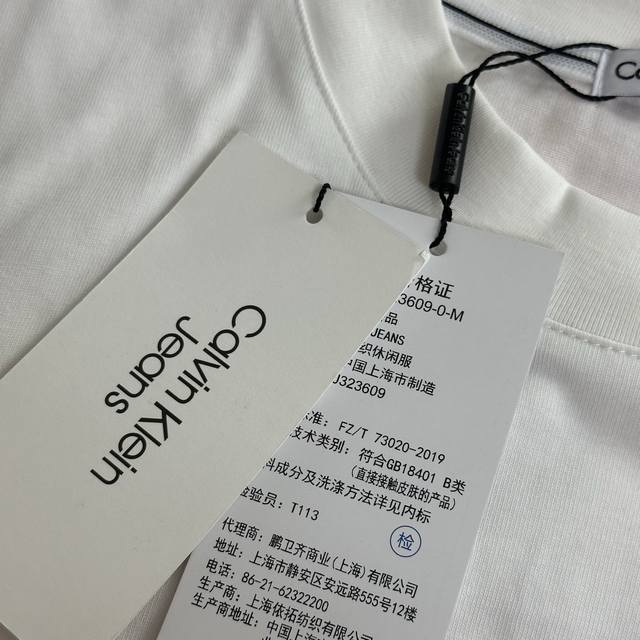 Calvin Klein
Jeans
格证
3609-0-M
品
JEANS
织休闲服
中国上海市制造
J323609
准: FZ/T 73020-2019
技术类别: 符合GB18401 B类
(直接接触皮肤的产品)
料成分及洗涤方法详见内标
检验员: T113
检
代理商: 鹏卫齐商业(上海)有限公司
地址: 上海市静安区安远路555号12楼
电话: 86-21-62322200
生产商: 上海依拓纺织有限公司
地址: 中国上海
Ca